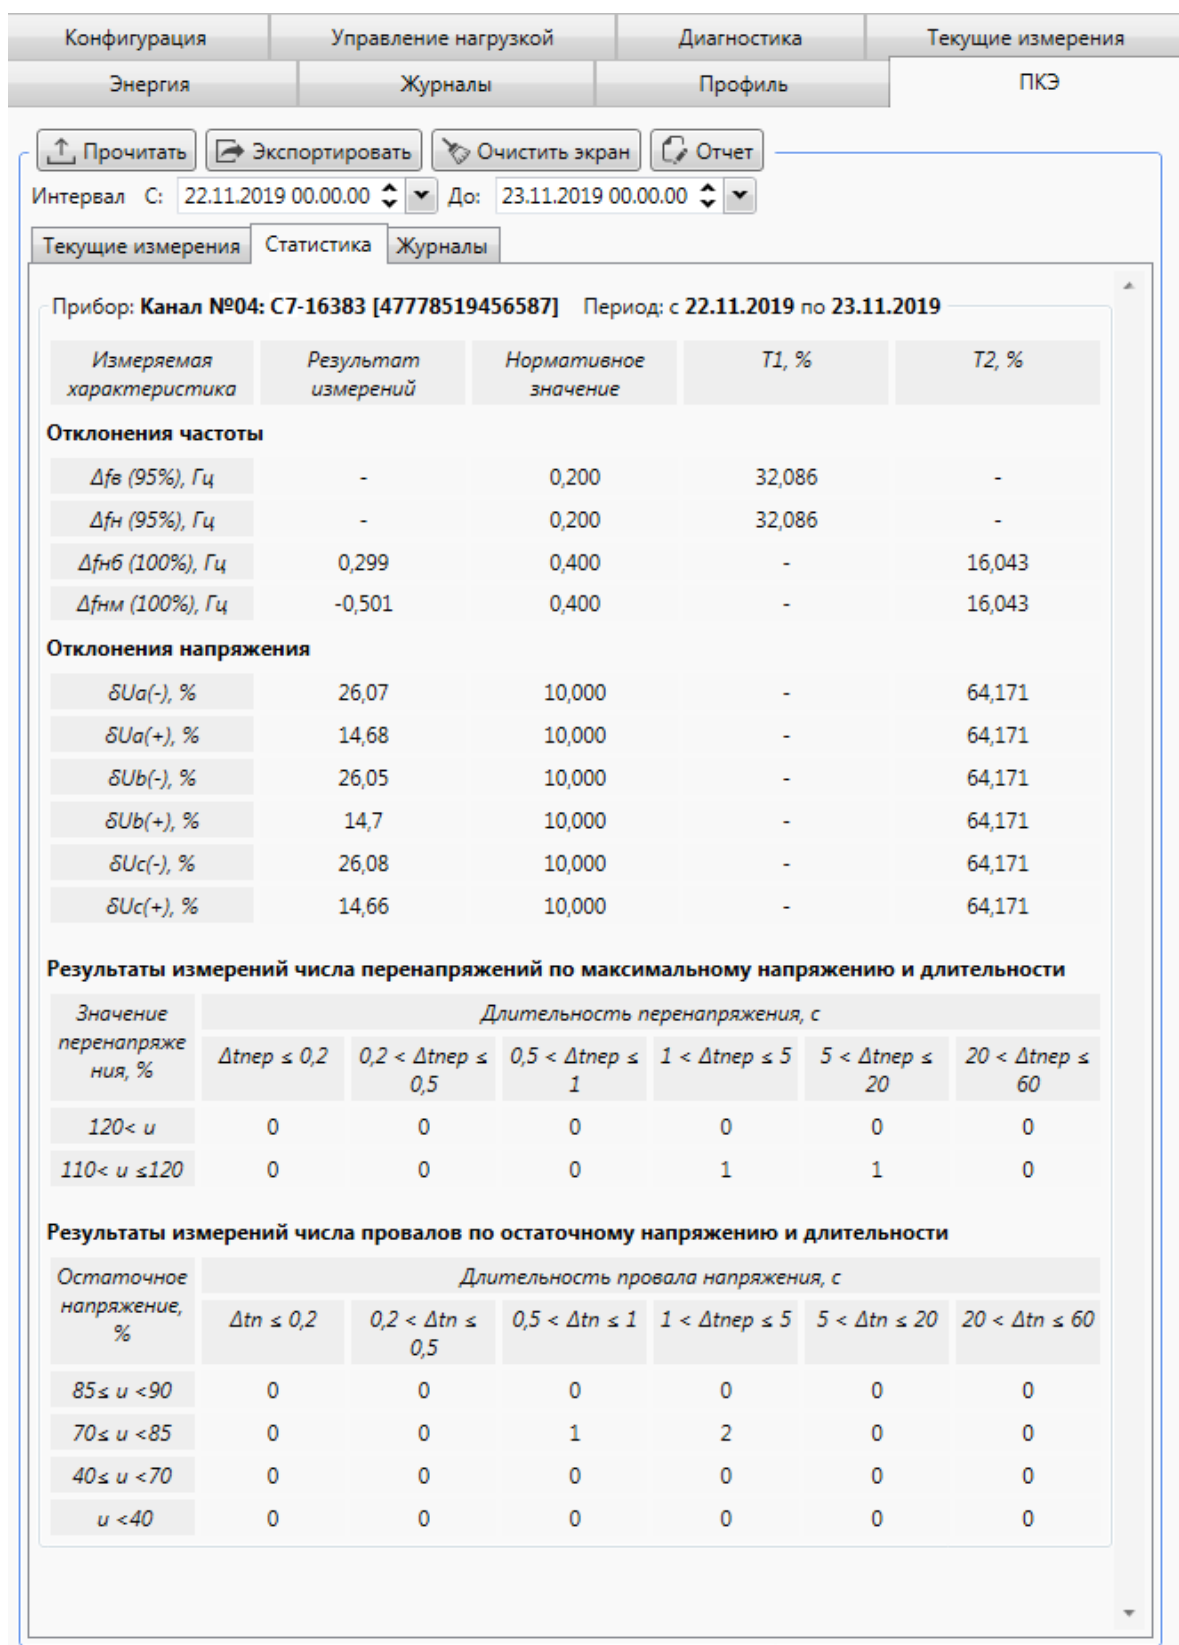 Конфигурация Управление нагрузкой Диагностика Текущие измерения
Энергия Журналы Профиль ПКЭ
Прочитать Экспортировать Очистить экран Отчет
Интервал С: 22.11.2019 00.00.00 До: 23.11.2019 00.00.00
Текущие измерения Статистика Журналы
Прибор: Канал №04: С7-16383 [47778519456587] Период: с 22.11.2019 по 23.11.2019
Измеряемая Результат Нормативное T1, % T2, %
характеристика измерений значение
Отклонения частоты
Δfв (95%), Гц - 0,200 32,086 -
Δfн (95%), Гц - 0,200 32,086 -
Δfнб (100%), Гц 0,299 0,400 - 16,043
Δfнм (100%), Гц -0,501 0,400 - 16,043
Отклонения напряжения
δUa(-), % 26,07 10,000 - 64,171
δUa(+), % 14,68 10,000 - 64,171
δUb(-), % 26,05 10,000 - 64,171
δUb(+), % 14,7 10,000 - 64,171
δUc(-), % 26,08 10,000 - 64,171
δUc(+), % 14,66 10,000 - 64,171
Результаты измерений числа перенапряжений по максимальному напряжению и длительности
Значение Длительность перенапряжения, с
перенапряже Δtпер ≤ 0,2 0,2 < Δtпер ≤ 0,5 < Δtпер ≤ 1 < Δtпер ≤ 5 5 < Δtпер ≤ 20 < Δtпер ≤
ния, % 0,5 1 20 60
120< u 0 0 0 0 0 0
110< u ≤120 0 0 0 1 1 0
Результаты измерений числа провалов по остаточному напряжению и длительности
Остаточное Длительность провала напряжения, с
напряжение, Δtп ≤ 0,2 0,2 < Δtп ≤ 0,5 < Δtп ≤ 1 1 < Δtпер ≤ 5 5 < Δtп ≤ 20 20 < Δtп ≤ 60
% 0,5
85≤ u <90 0 0 0 0 0 0
70≤ u <85 0 0 1 2 0 0
40≤ u <70 0 0 0 0 0 0
u <40 0 0 0 0 0 0